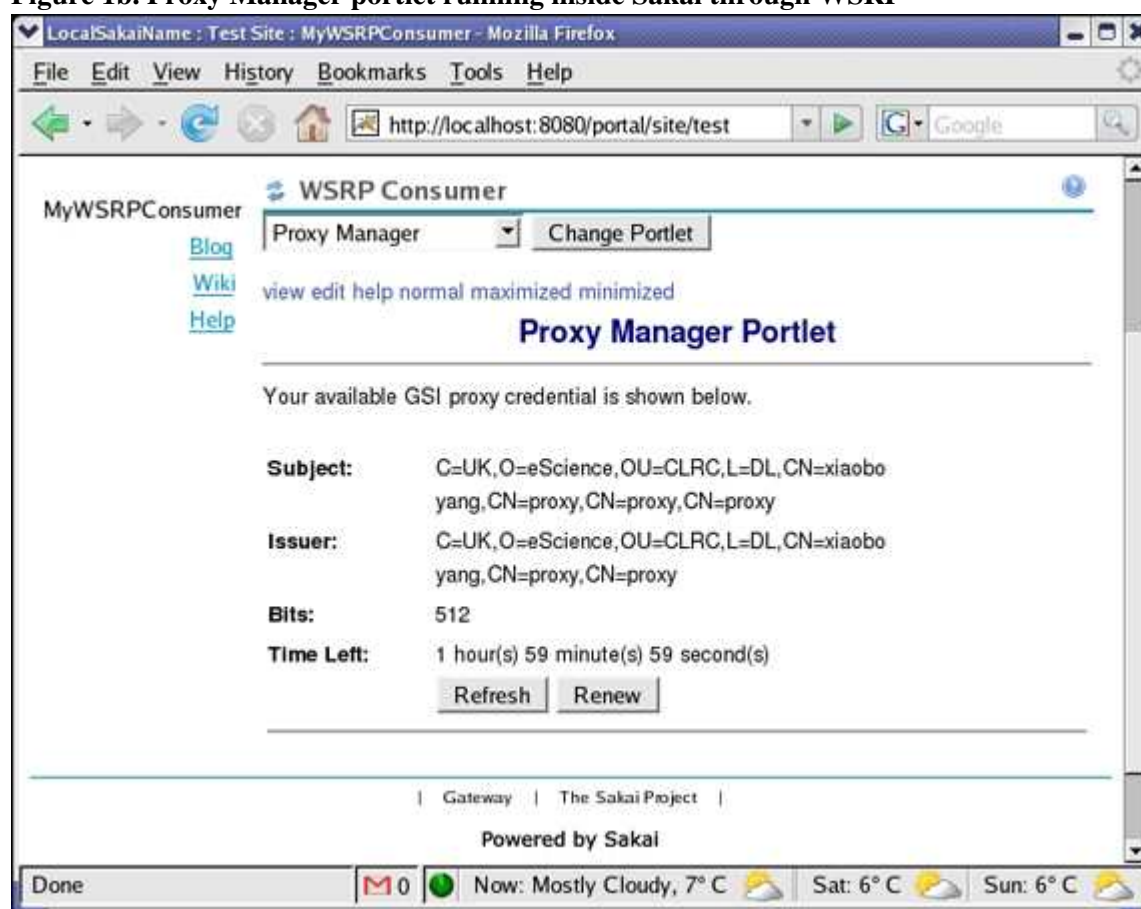 Figure 1b. Proxy Manager portlet running inside Sakai through WSRP
LocalSakaiName : Test Site : MyWSRPConsumer - Mozilla Firefox
File Edit View History Bookmarks Tools Help
http://localhost:8080/portal/site/test
G Google
MyWSRPConsumer
Blog
Wiki
Help
WSRP Consumer
Proxy Manager
Change Portlet
view edit help normal maximized minimized
Proxy Manager Portlet
Your available GSI proxy credential is shown below.
Subject: C=UK,O=eScience,OU=CLRC,L=DL,CN=xiaobo
yang,CN=proxy,CN=proxy,CN=proxy
Issuer: C=UK,O=eScience,OU=CLRC,L=DL,CN=xiaobo
yang,CN=proxy,CN=proxy
Bits: 512
Time Left: 1 hour(s) 59 minute(s) 59 second(s)
Refresh Renew
| Gateway | The Sakai Project |
Powered by Sakai
Done M 0 Now: Mostly Cloudy, 7° C Sat: 6° C Sun: 6° C